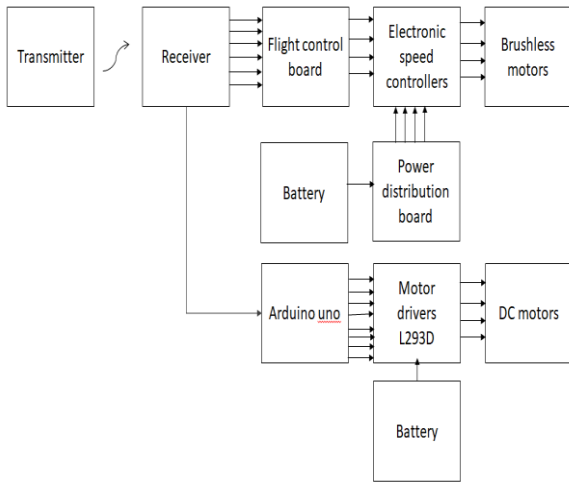 Transmitter
Receiver
Flight control
board
Electronic
speed
controllers
Brushless
motors
Battery
Power
distribution
board
Arduino uno
Motor
drivers
L293D
DC motors
Battery